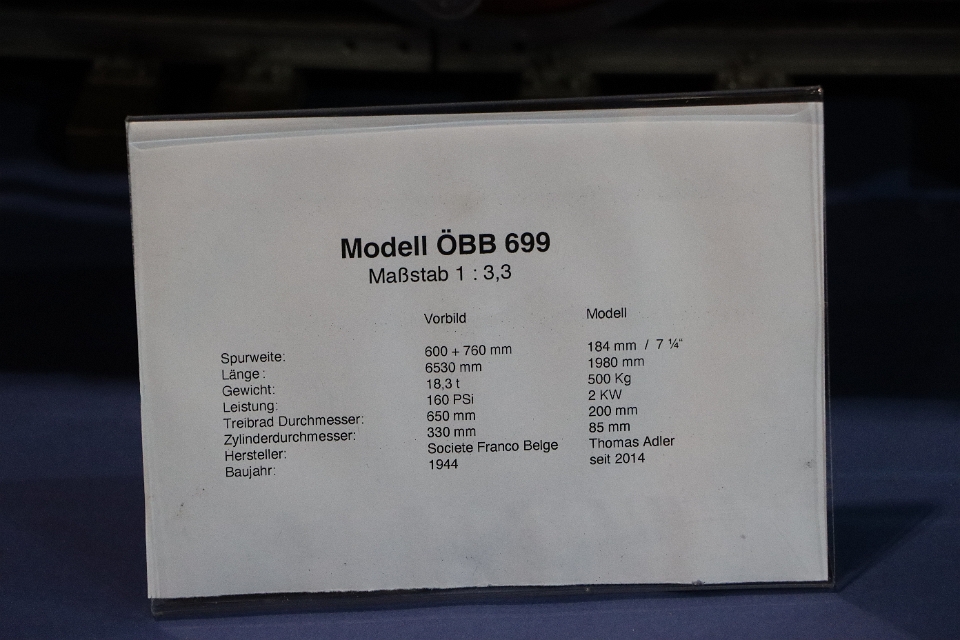 Modell ÖBB 699
Maßstab 1 : 3,3
Vorbild Modell
Spurweite: 600 + 760 mm 184 mm / 7 ¼“
Länge : 6530 mm 1980 mm
Gewicht: 18,3 t 500 Kg
Leistung: 160 PSi 2 KW
Treibrad Durchmesser: 650 mm 200 mm
Zylinderdurchmesser: 330 mm 85 mm
Hersteller: Societe Franco Belge Thomas Adler
Baujahr: 1944 seit 2014